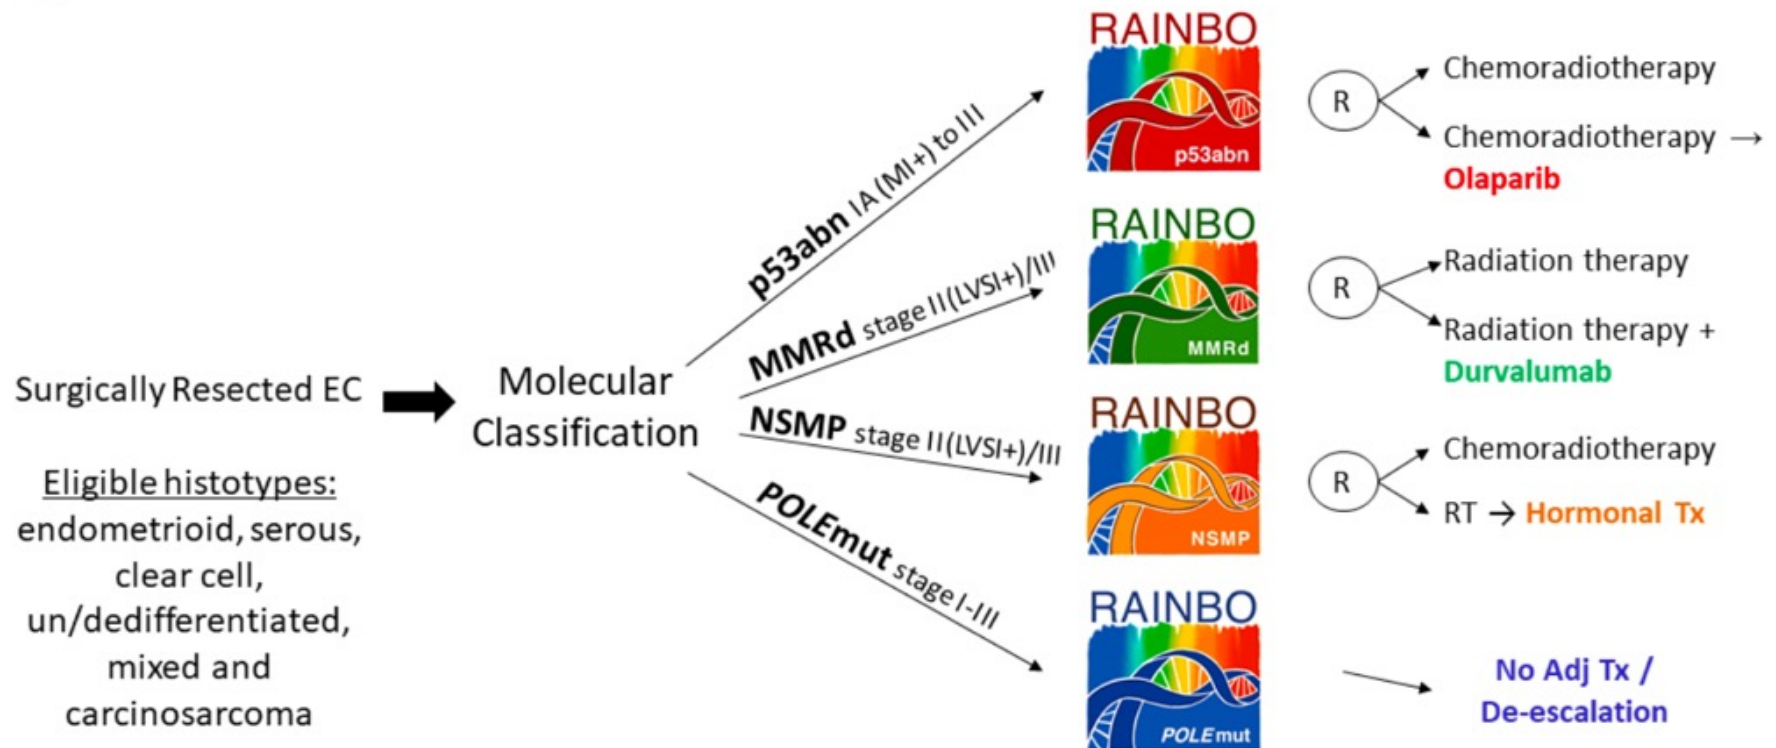 Surgically Resected EC
Eligible histotypes:
endometrioid, serous,
clear cell,
un/dedifferentiated,
mixed and
carcinosarcoma
Molecular
Classification
p53abn IA (MI+) to III
MMRd stage II(LVSI+)/III
NSMP stage II(LVSI+)/III
POLEmut stage I-III
RAINBO
p53abn
R
Chemoradiotherapy
Chemoradiotherapy →
Olaparib
RAINBO
MMRd
R
Radiation therapy
Radiation therapy +
Durvalumab
RAINBO
NSMP
R
Chemoradiotherapy
RT → Hormonal Tx
RAINBO
POLEmut
No Adj Tx /
De-escalation